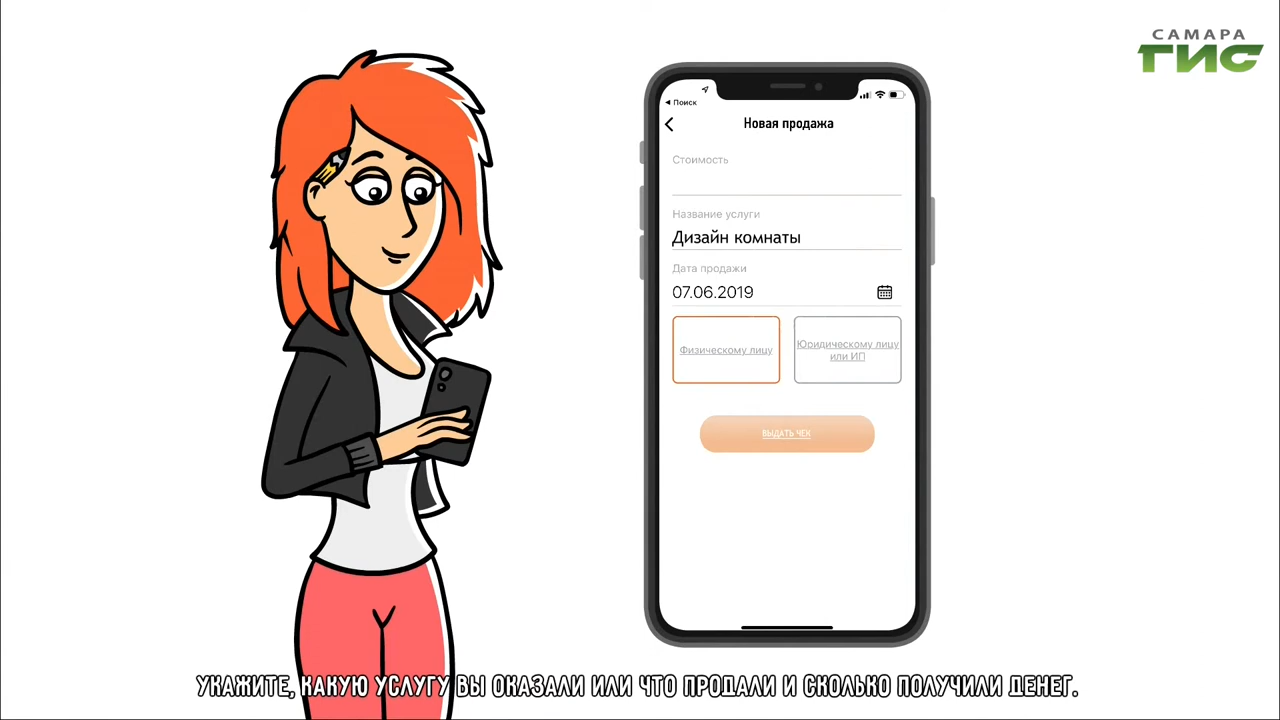 САМАРА
ГИС
Поиск
Новая продажа
Стоимость
Название услуги
Дизайн комнаты
Дата продажи
07.06.2019
Физическому лицу
Юридическому лицу
или ИП
ВЫДАТЬ ЧЕК
УКАЖИТЕ, КАКУЮ УСЛУГУ ВЫ ОКАЗАЛИ ИЛИ ЧТО ПРОДАЛИ И СКОЛЬКО ПОЛУЧИЛИ ДЕНЕГ.